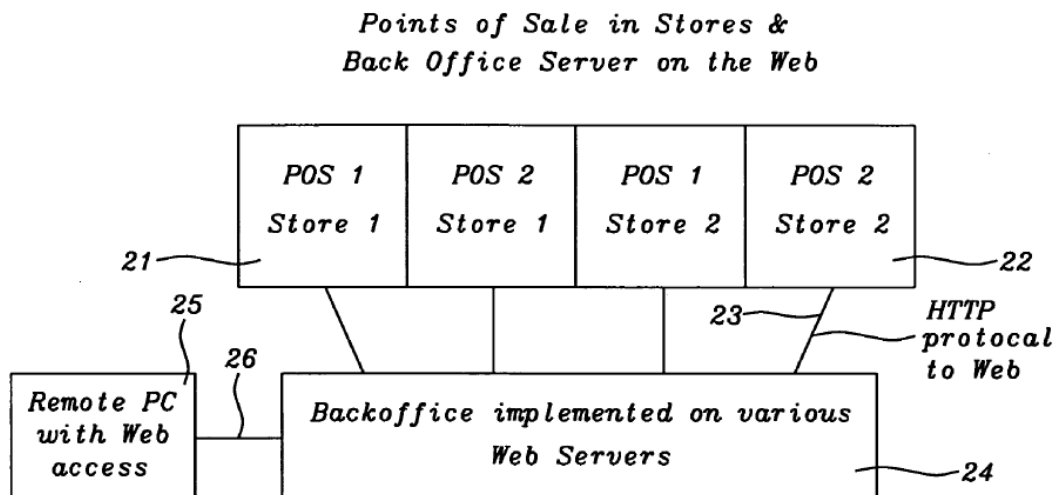 Points of Sale in Stores &
Back Office Server on the Web
POS 1
Store 1
POS 2
Store 1
POS 1
Store 2
POS 2
Store 2
21
22
23
HTTP
protocal
to Web
25
26
Remote PC
with Web
access
Backoffice implemented on various
Web Servers
24